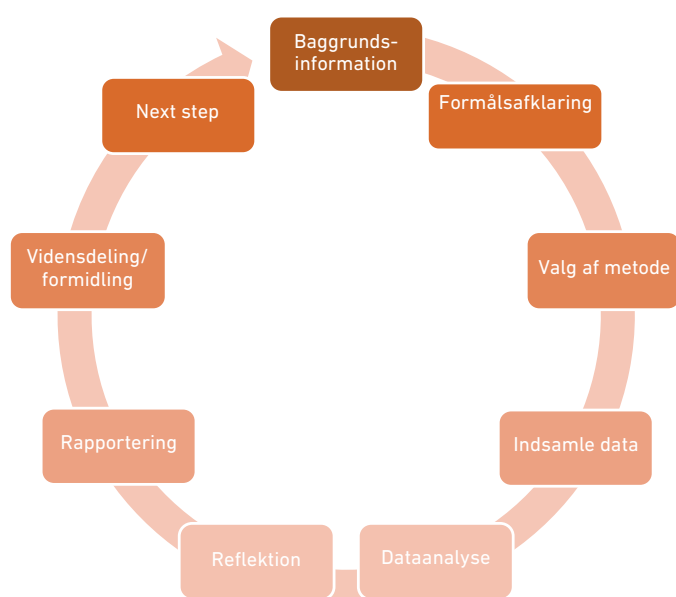 Baggrunds-
information
Formålsafklaring
Valg af metode
Indsamle data
Dataanalyse
Reflektion
Rapportering
Vidensdeling/
formidling
Next step